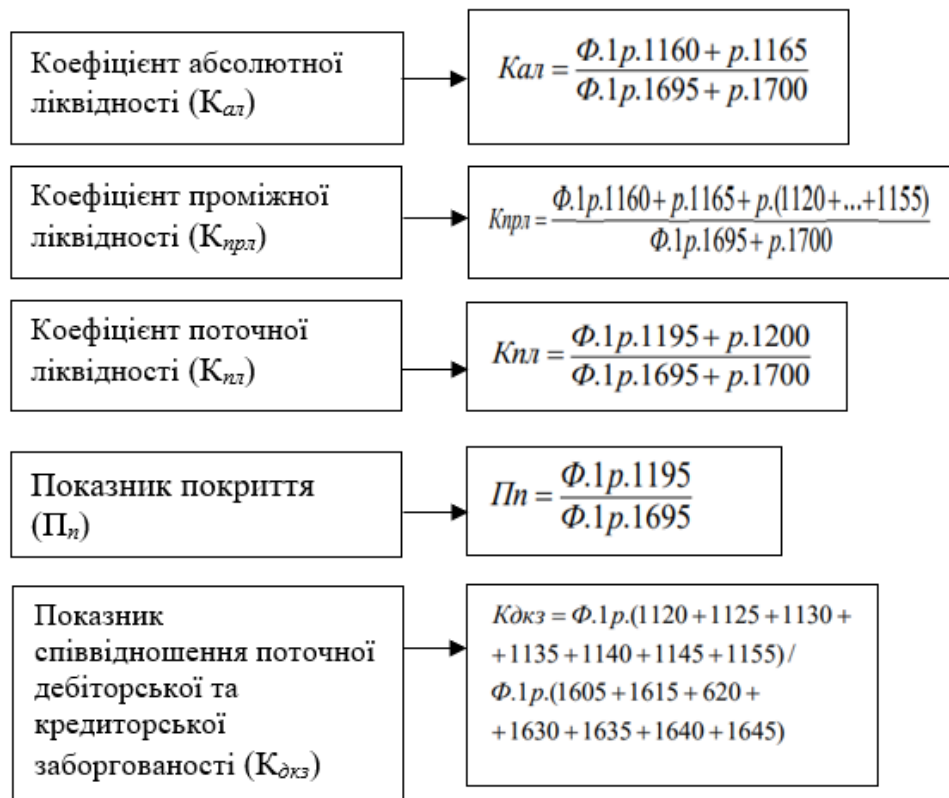 Коефіцієнт абсолютної
ліквідності (Кал)
Кал = Ф.1р.1160 + р.1165
Ф.1р.1695 + р.1700
Коефіцієнт проміжної
ліквідності (Кпрл)
Кпрл = Ф.1р.1160 + р.1165 + р.(1120 +...+1155)
Ф.1р.1695 + р.1700
Коефіцієнт поточної
ліквідності (Кпл)
Кпл = Ф.1р.1195 + р.1200
Ф.1р.1695 + р.1700
Показник покриття
(Пп)
Пп = Ф.1р.1195
Ф.1р.1695
Показник
співвідношення поточної
дебіторської та
кредиторської
заборгованості (Кдкз)
Кдкз = Ф.1р.(1120 + 1125 + 1130 +
+ 1135 + 1140 + 1145 + 1155) /
Ф.1р.(1605 + 1615 + 620 +
+ 1630 + 1635 + 1640 + 1645)